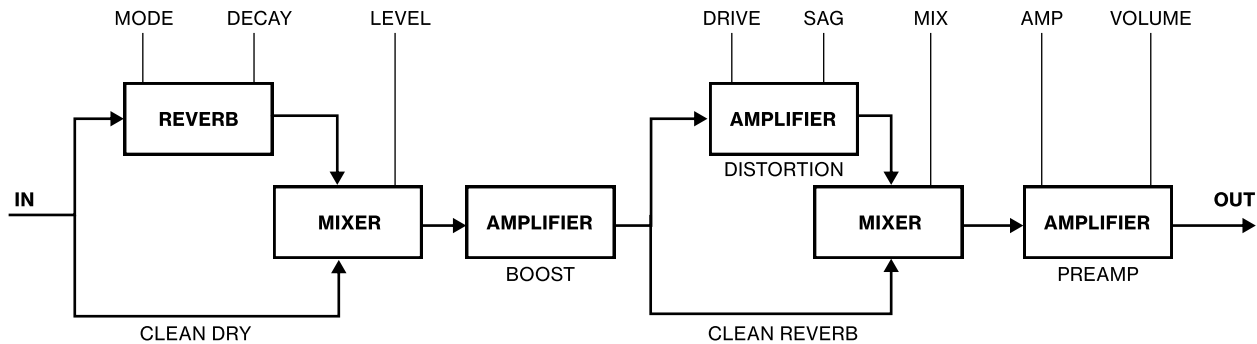 MODE DECAY LEVEL DRIVE SAG MIX AMP VOLUME
REVERB AMPLIFIER
DISTORTION
IN OUT
MIXER AMPLIFIER MIXER AMPLIFIER
BOOST PREAMP
CLEAN DRY CLEAN REVERB